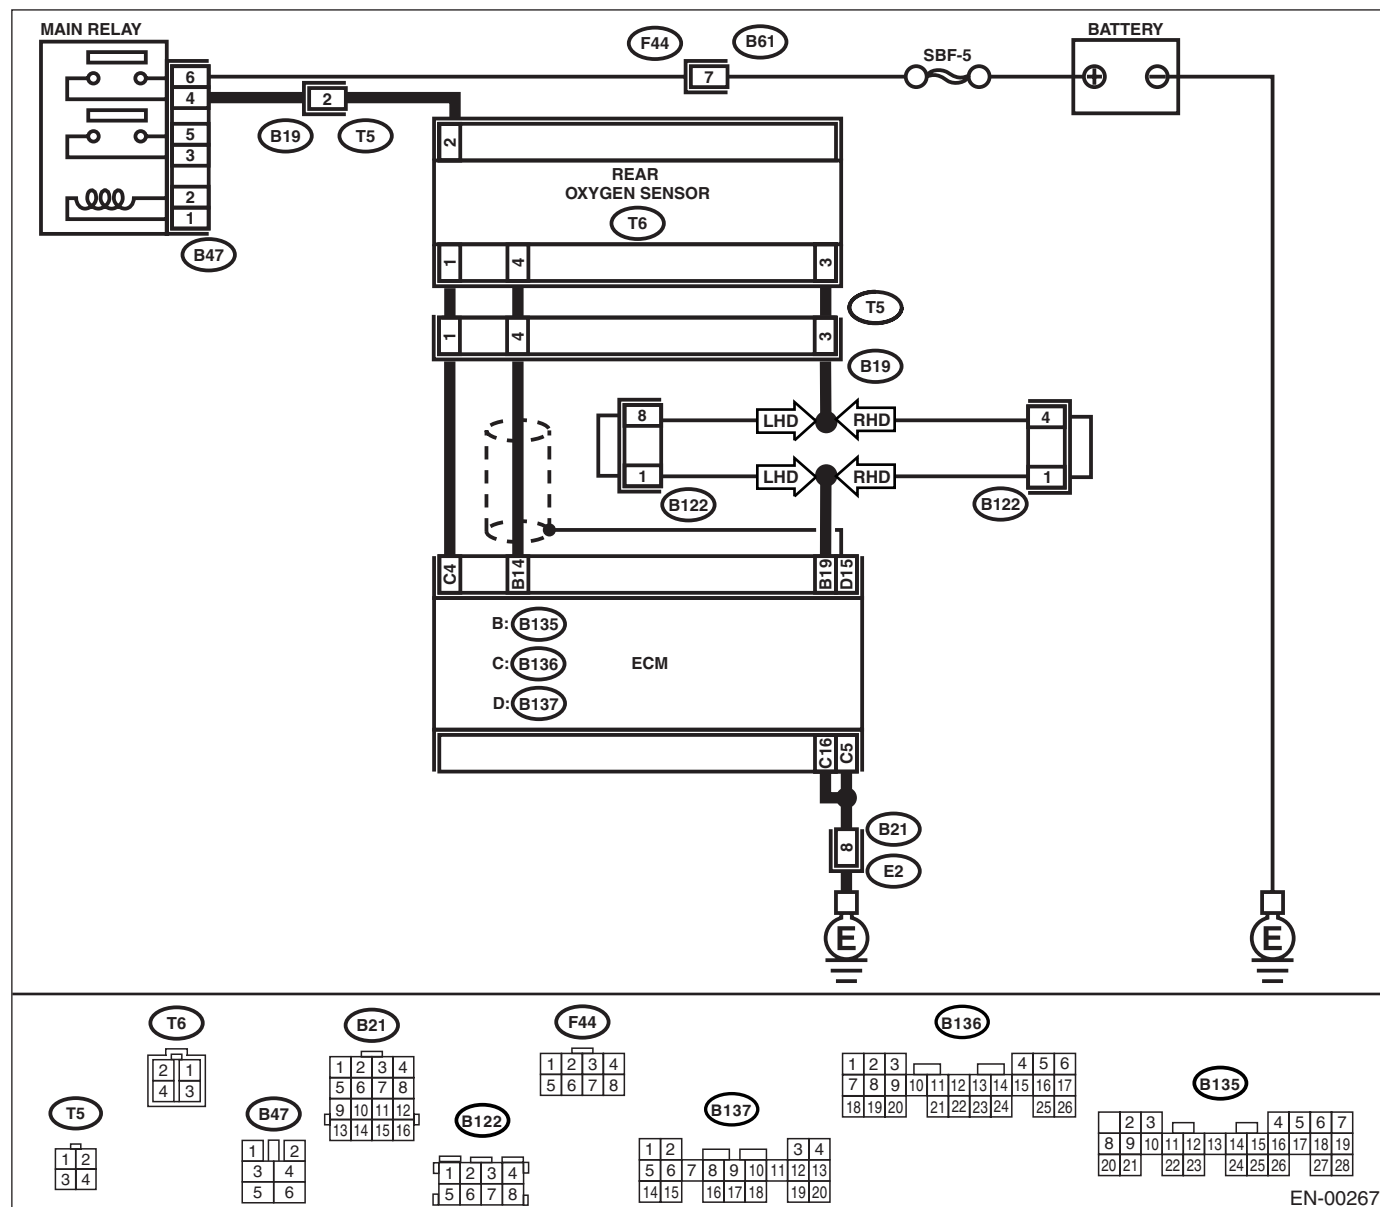 MAIN RELAY
F44
B61
SBF-5
BATTERY
6
4
5
3
2
1
B47
2
B19
T5
7
2
REAR
OXYGEN SENSOR
T6
1
4
3
T5
1
4
3
B19
8
LHD
RHD
4
1
LHD
RHD
1
B122
B122
C4
B14
B19
D15
B: B135
C: B136
ECM
D: B137
C16
C5
B21
8
E2
E
E
T6
2 1
4 3
B21
1 2 3 4
5 6 7 8
9 10 11 12
13 14 15 16
F44
1 2 3 4
5 6 7 8
B136
1 2 3 4 5 6
7 8 9 10 11 12 13 14 15 16 17
18 19 20 21 22 23 24 25 26
B135
2 3 4 5 6 7
8 9 10 11 12 13 14 15 16 17 18 19
20 21 22 23 24 25 26 27 28
T5
1 2
3 4
B47
1 2
3 4
5 6
B122
1 2 3 4
5 6 7 8
B137
1 2 3 4
5 6 7 8 9 10 11 12 13
14 15 16 17 18 19 20
EN-00267